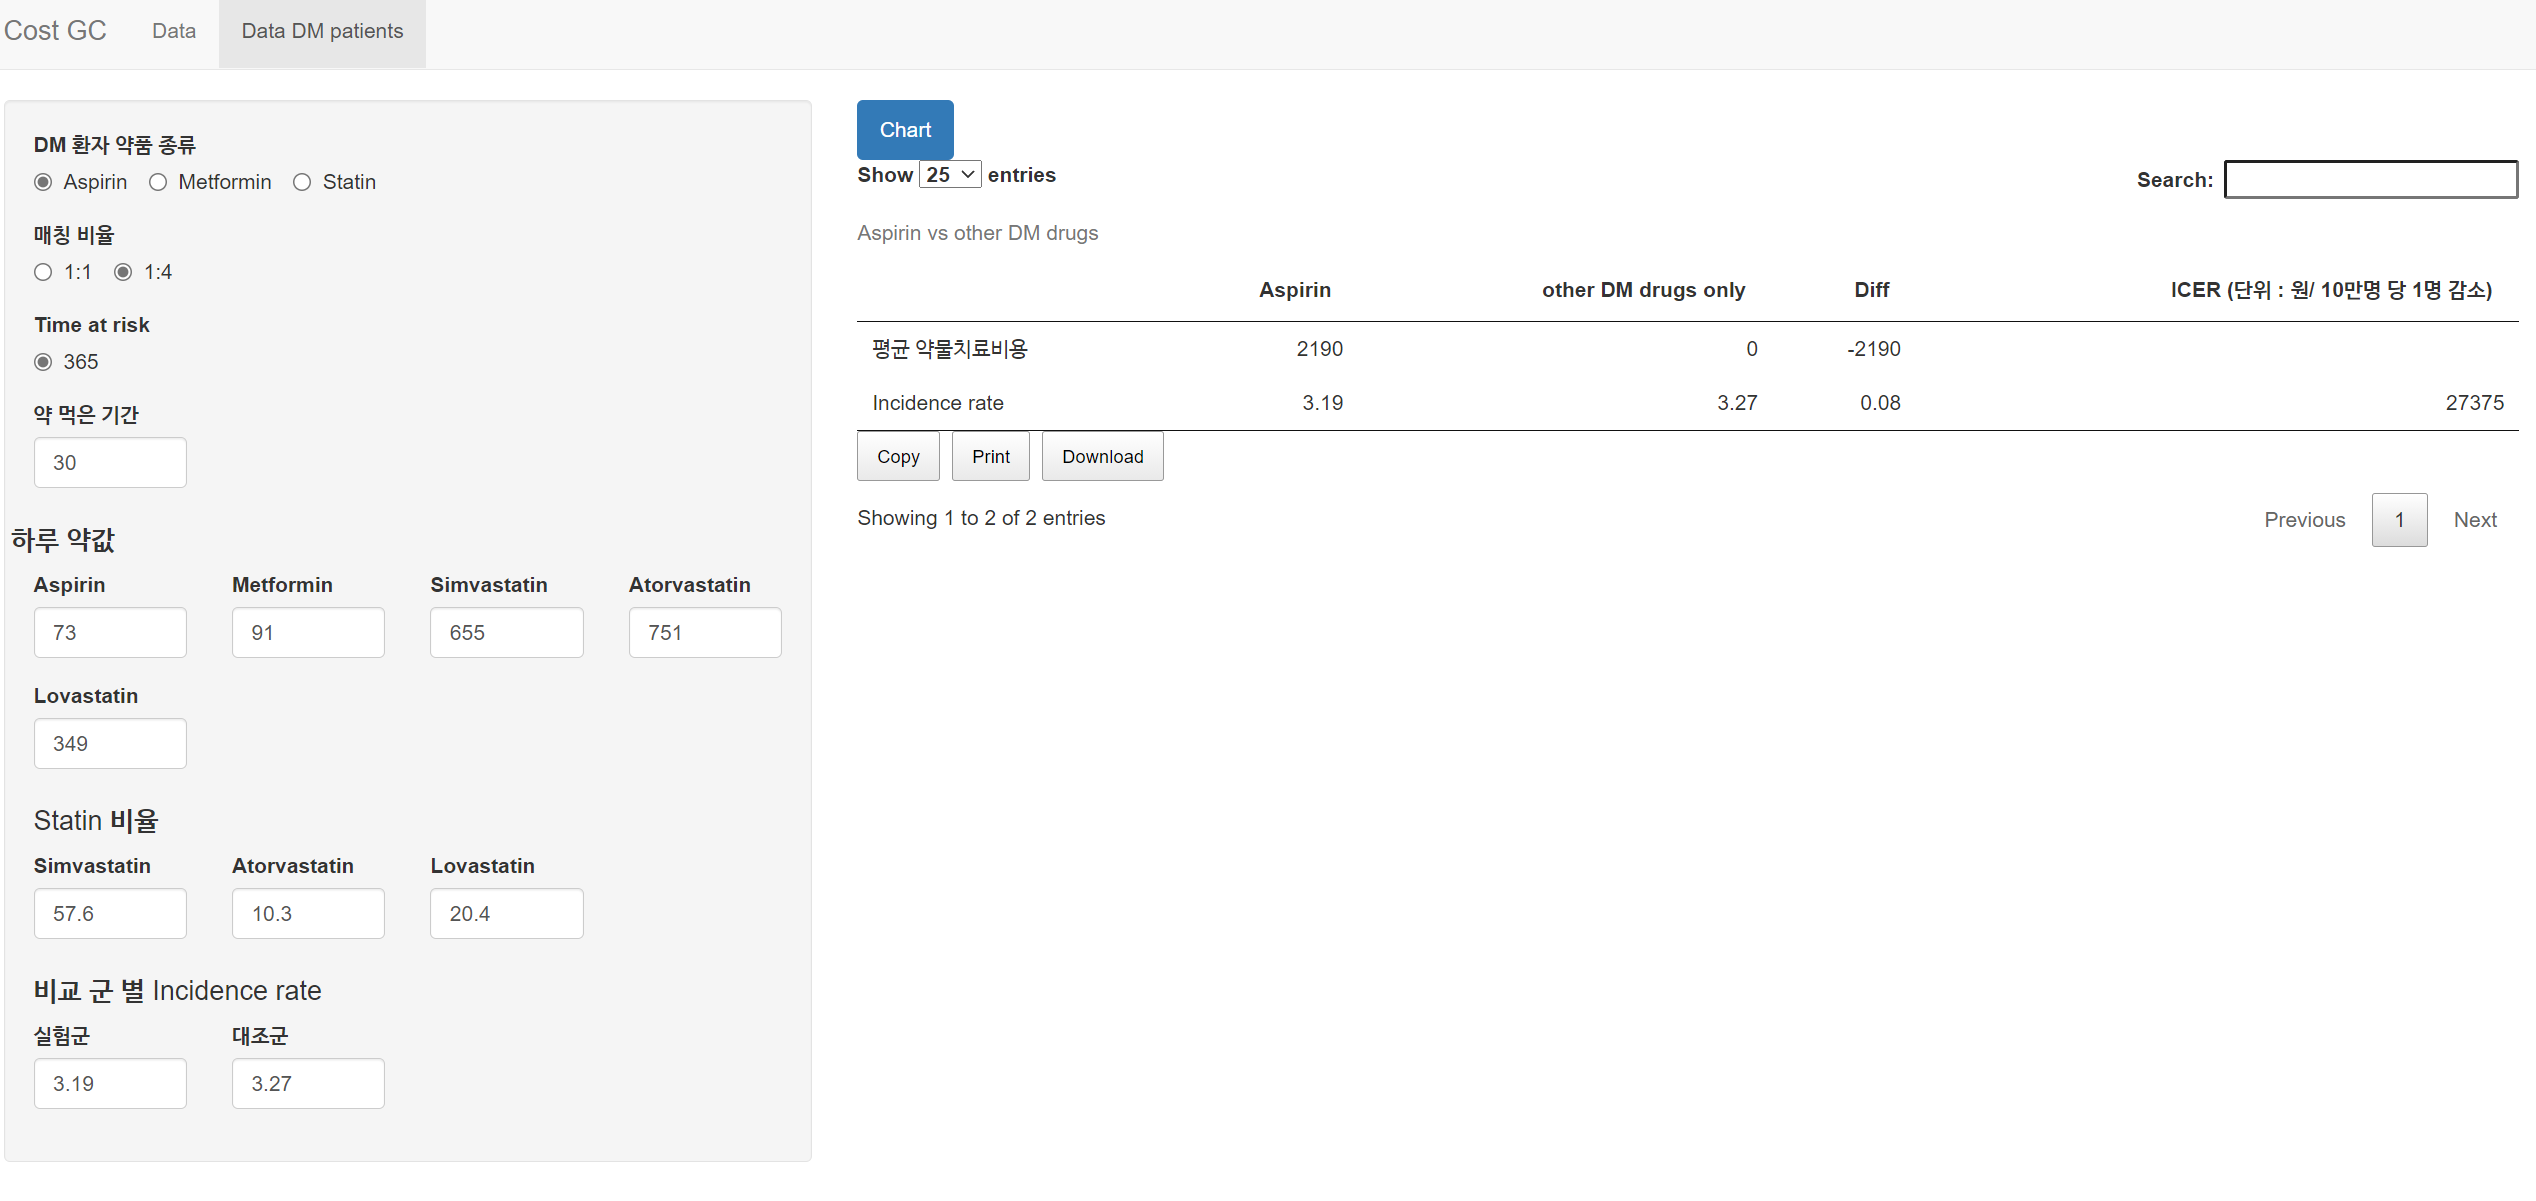 Cost GC Data Data DM patients
DM 환자 약품 종류
Aspirin Metformin Statin
매칭 비율
1:1 1:4
Time at risk
365
약 먹은 기간
30
하루 약값
Aspirin Metformin Simvastatin Atorvastatin
73 91 655 751
Lovastatin
349
Statin 비율
Simvastatin Atorvastatin Lovastatin
57.6 10.3 20.4
비교 군 별 Incidence rate
실험군 대조군
3.19 3.27
Chart
Show 25 entries
Search:
Aspirin vs other DM drugs
Aspirin other DM drugs only Diff ICER (단위 : 원/ 10만명 당 1명 감소)
평균 약물치료비용 2190 0 -2190
Incidence rate 3.19 3.27 0.08 27375
Copy Print Download
Showing 1 to 2 of 2 entries
Previous 1 Next